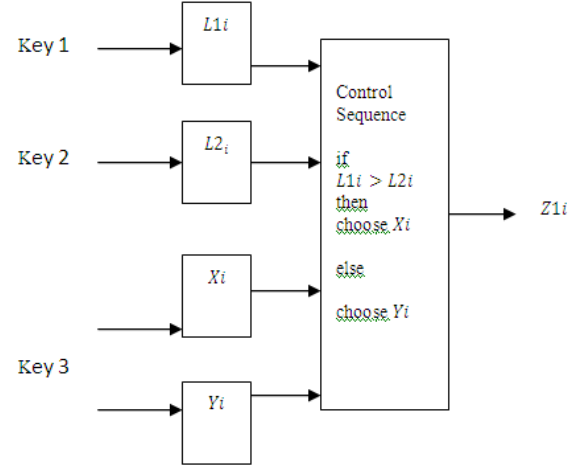 Key 1
L1i
Key 2
L2i
Xi
Key 3
Yi
Control
Sequence
if
L1i > L2i
then
choose Xi
else
choose Yi
Z1i